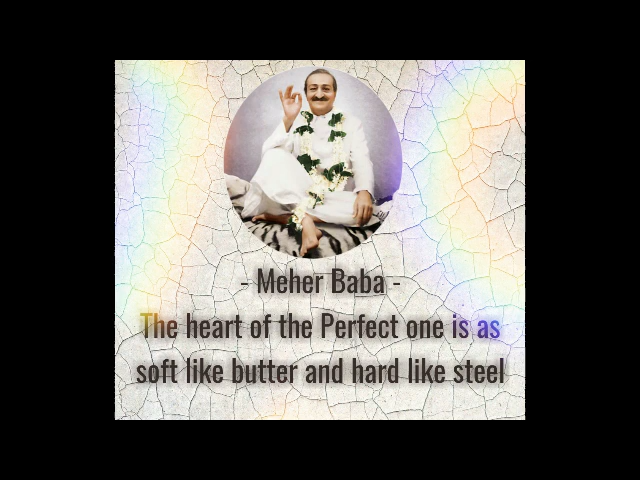 - Meher Baba -
The heart of the Perfect one is as
soft like butter and hard like steel